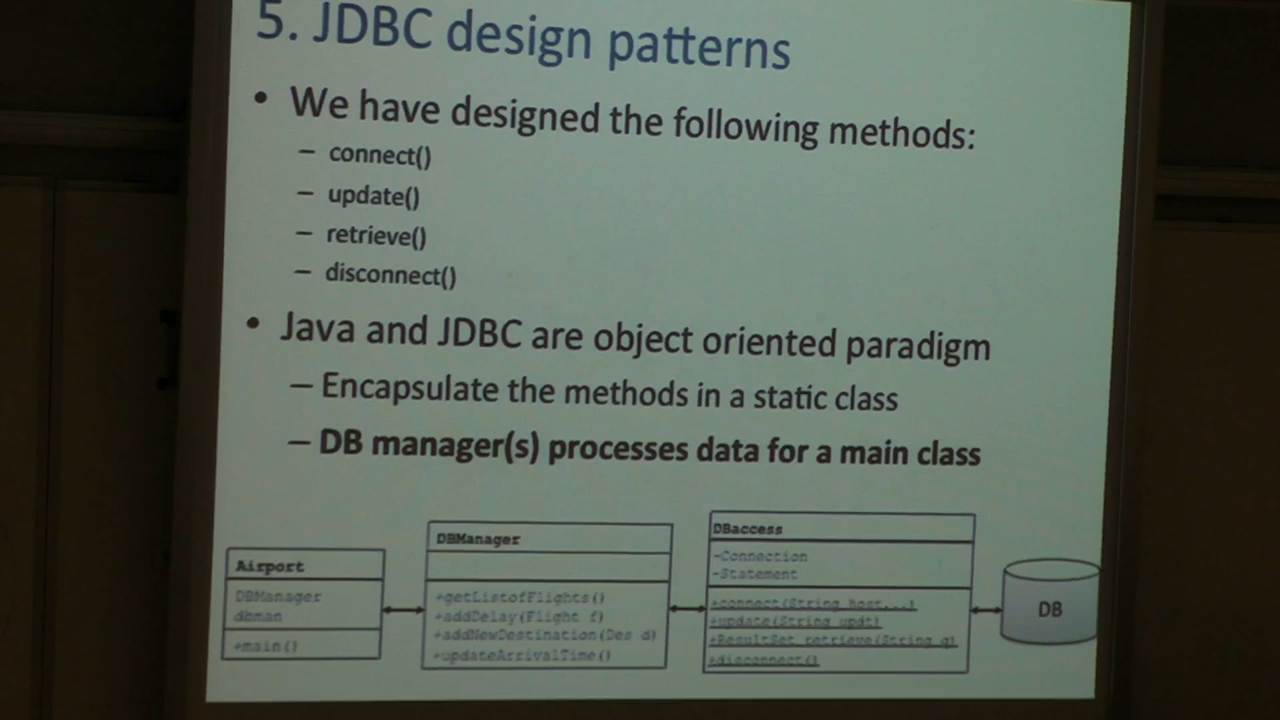 5. JDBC design patterns
• We have designed the following methods:
– connect()
– update()
– retrieve()
– disconnect()
• Java and JDBC are object oriented paradigm
– Encapsulate the methods in a static class
– DB manager(s) processes data for a main class
Airport
DBManager
dbman
+main()
DBManager
+getListofFlights()
+addDelay(Flight f)
+addNewDestination(Des d)
+updateArrivalTime()
DBaccess
-Connection
-Statement
+connect(String host,..)
+update(String updt)
+ResultSet retrieve(String q)
+disconnect()
DB